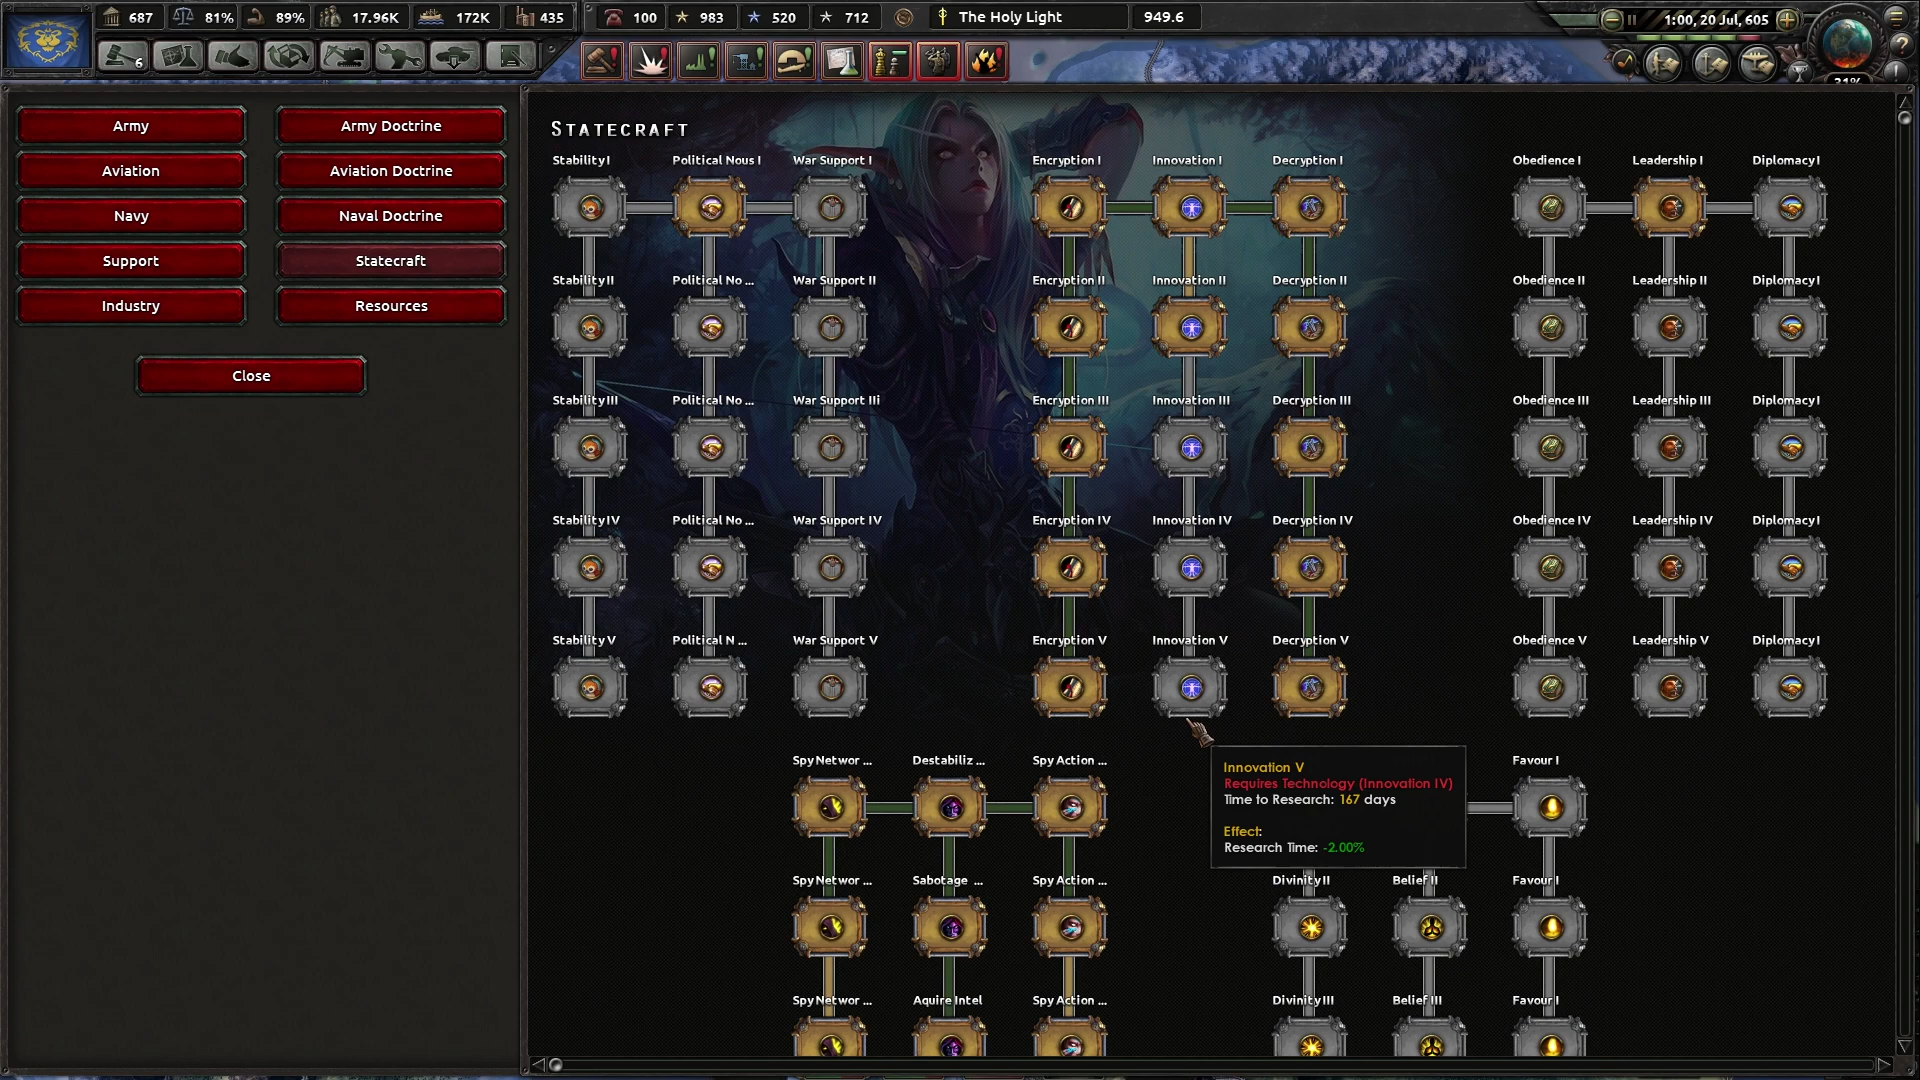 687 81% 89% 17.96K 172K 435 100 983 520 712 The Holy Light 949.6 1:00, 20 Jul, 605
6
31%
Army Army Doctrine
Aviation Aviation Doctrine
Navy Naval Doctrine
Support Statecraft
Industry Resources
Close
STATECRAFT
Stability I Political Nous I War Support I Encryption I Innovation I Decryption I Obedience I Leadership I Diplomacy I
Stability II Political No ... War Support II Encryption II Innovation II Decryption II Obedience II Leadership II Diplomacy I
Stability III Political No ... War Support Iii Encryption III Innovation III Decryption III Obedience III Leadership III Diplomacy I
Stability IV Political No ... War Support IV Encryption IV Innovation IV Decryption IV Obedience IV Leadership IV Diplomacy I
Stability V Political N ... War Support V Encryption V Innovation V Decryption V Obedience V Leadership V Diplomacy I
Spy Networ ... Destabiliz ... Spy Action ... Favour I
Innovation V
Requires Technology (Innovation IV)
Time to Research: 167 days
Effect:
Research Time: -2.00%
Spy Networ ... Sabotage ... Spy Action ... Divinity II Belief II Favour I
Spy Networ ... Aquire Intel Spy Action ... Divinity III Belief III Favour I